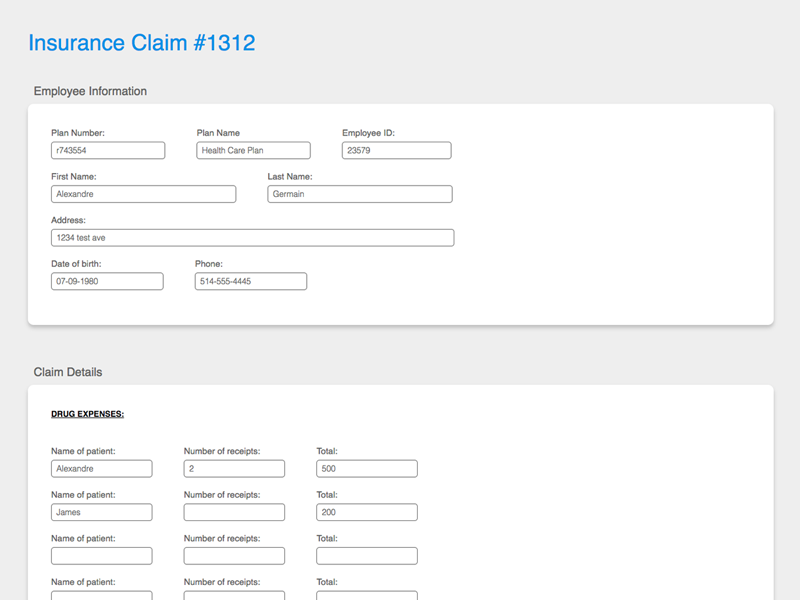 Insurance Claim #1312
Employee Information
Plan Number: Plan Name Employee ID:
r743554 Health Care Plan 23579
First Name: Last Name:
Alexandre Germain
Address:
1234 test ave
Date of birth: Phone:
07-09-1980 514-555-4445
Claim Details
DRUG EXPENSES:
Name of patient: Number of receipts: Total:
Alexandre 2 500
Name of patient: Number of receipts: Total:
James 200
Name of patient: Number of receipts: Total:
Name of patient: Number of receipts: Total: